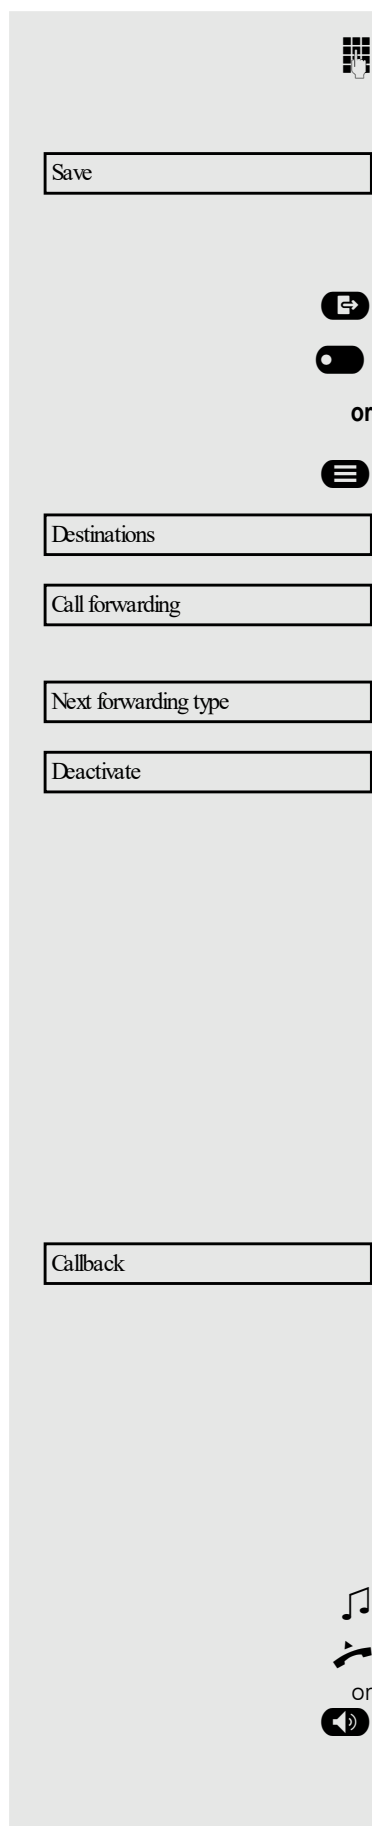 Save
or
Destinations
Call forwarding
Next forwarding type
Deactivate
Callback
or